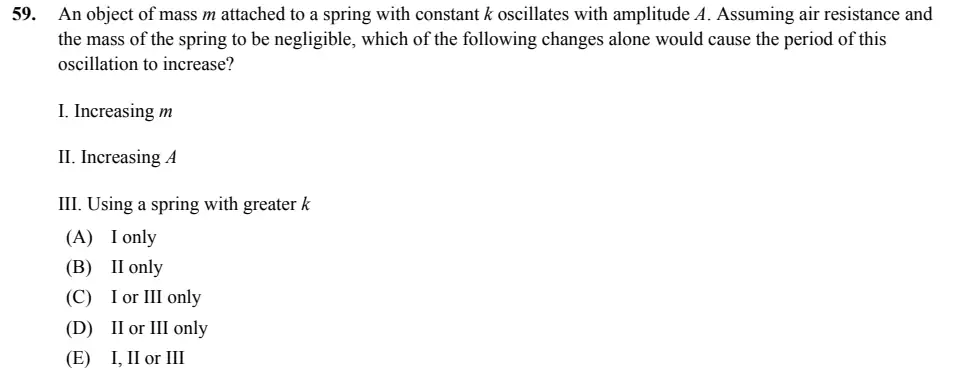 59. An object of mass m attached to a spring with constant k oscillates with amplitude A. Assuming air resistance and
the mass of the spring to be negligible, which of the following changes alone would cause the period of this
oscillation to increase?
I. Increasing m
II. Increasing A
III. Using a spring with greater k
(A) I only
(B) II only
(C) I or III only
(D) II or III only
(E) I, II or III